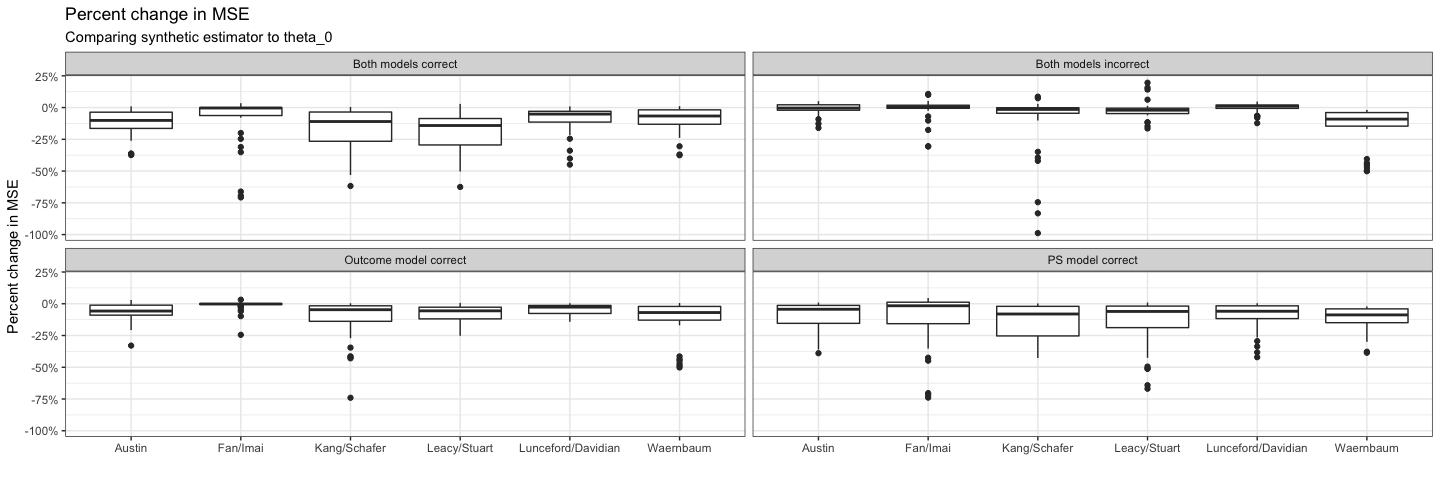 Percent change in MSE
Comparing synthetic estimator to theta_0
Both models correct
Both models incorrect
25%
0%
-25%
-50%
-75%
-100%
Outcome model correct
PS model correct
25%
0%
-25%
-50%
-75%
-100%
Percent change in MSE
Austin Fan/Imai Kang/Schafer Leacy/Stuart Lunceford/Davidian Waernbaum
Austin Fan/Imai Kang/Schafer Leacy/Stuart Lunceford/Davidian Waernbaum